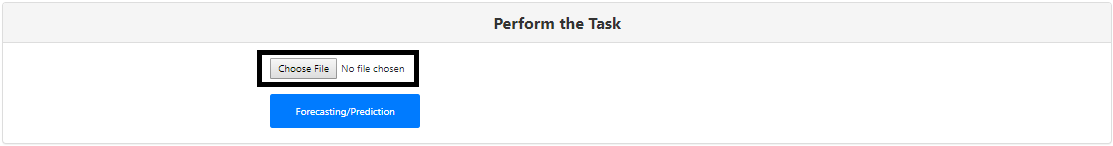 Perform the Task
Choose File No file chosen
Forecasting/Prediction